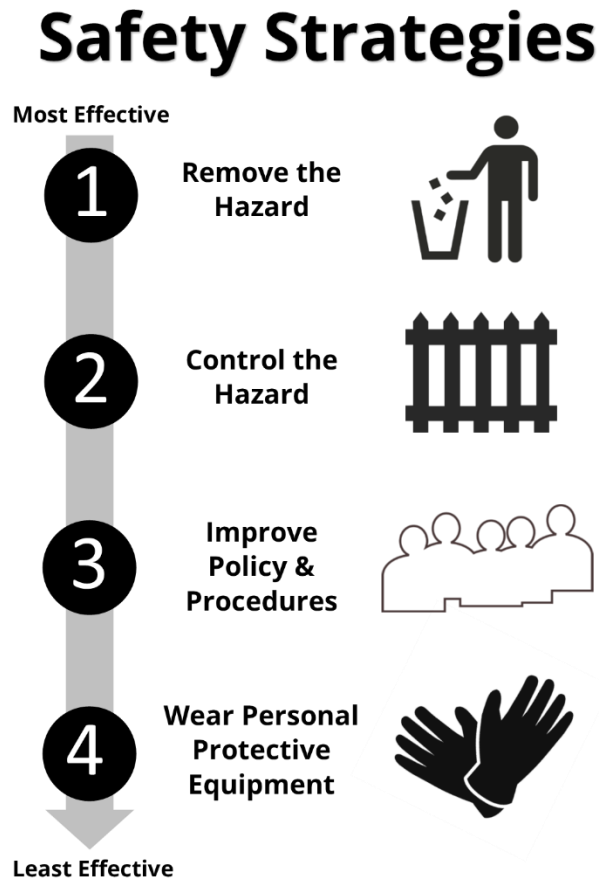 Safety Strategies
Most Effective
1
Remove the
Hazard
2
Control the
Hazard
3
Improve
Policy &
Procedures
4
Wear Personal
Protective
Equipment
Least Effective